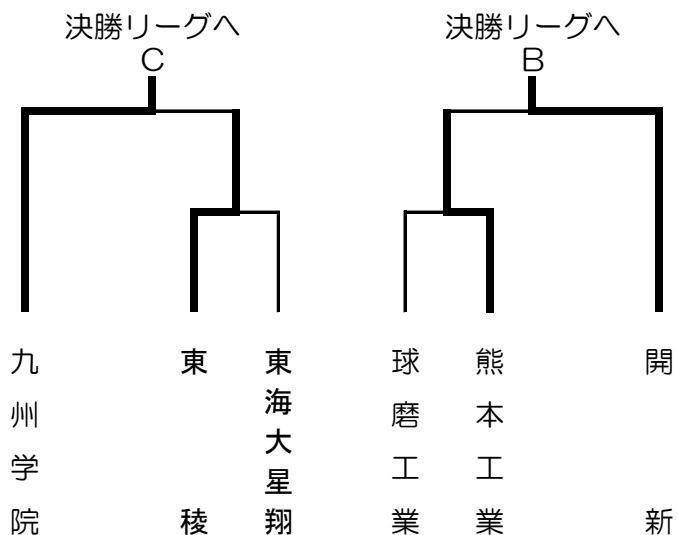 決勝リーグへ
C
決勝リーグへ
B
九州学院
東稜
東海大星翔
球磨工業
熊本工業
開新